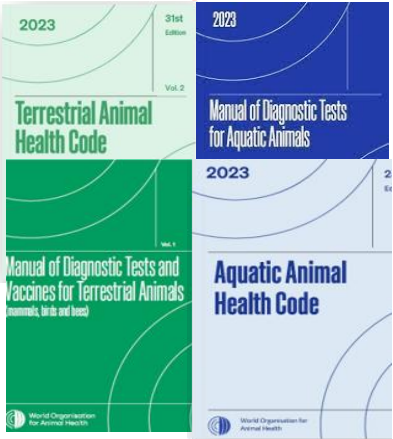 2023
31st
Edition
Vol. 2
Terrestrial Animal
Health Code
2023
Manual of Diagnostic Tests
for Aquatic Animals
Vol. 1
Manual of Diagnostic Tests and
Vaccines for Terrestrial Animals
(mammals, birds and bees)
World Organisation
for Animal Health
2023
Aquatic Animal
Health Code
World Organisation for
Animal Health